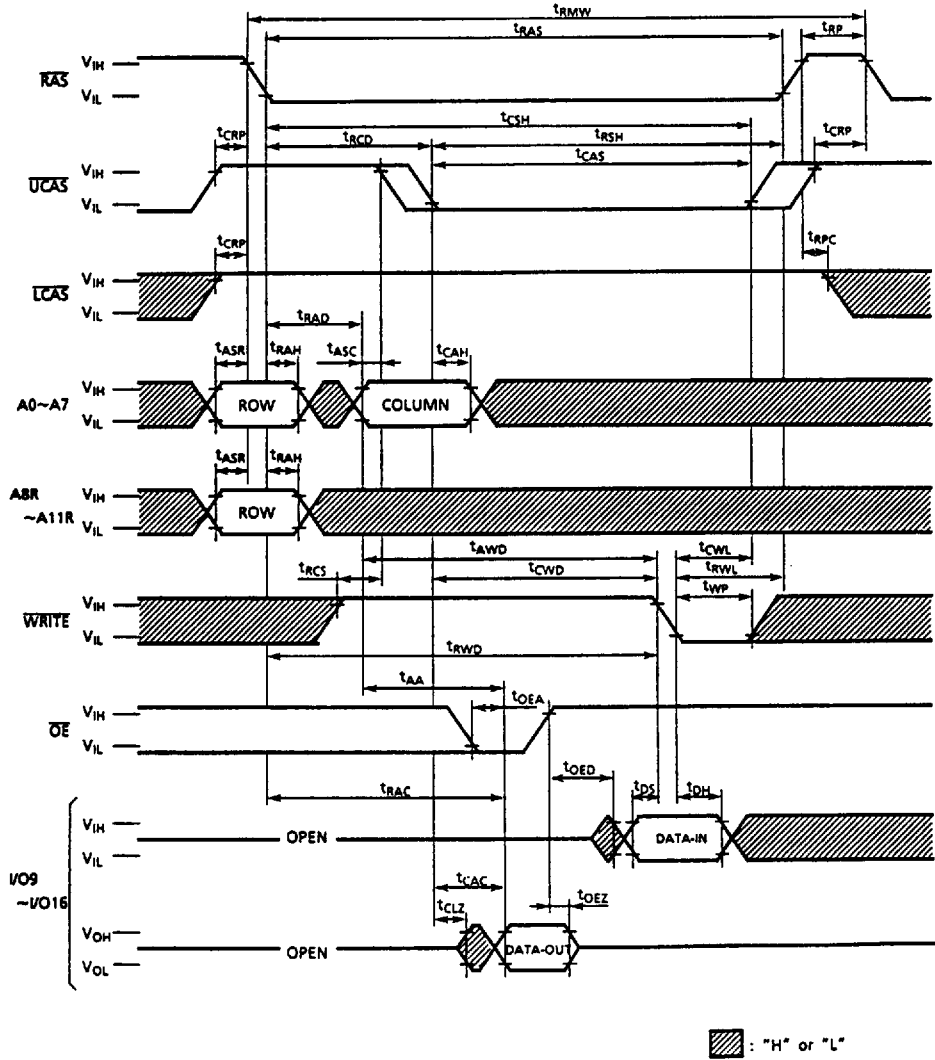 tRMW
tRAS
tRP
RAS VIH
VIL
tCSH
tCRP tRCD tRSH tCRP
tCAS
UCAS VIH
VIL
tCRP tRPC
LCAS VIH
VIL
tRAD
tASR tRAH tASC tCAH
A0~A7 VIH
VIL
ROW COLUMN
tASR tRAH
A8R
~A11R
VIH
VIL
ROW
tAWD tCWL
tRCS tCWD tRWL
tWP
WRITE VIH
VIL
tRWD
tAA
tOEA
OE VIH
VIL
tOED
tRAC tDS tDH
VIH
VIL
OPEN DATA-IN
I/O9
~I/O16
tCAC
tOEZ
tCLZ
VOH
VOL
OPEN DATA-OUT
: "H" or "L"